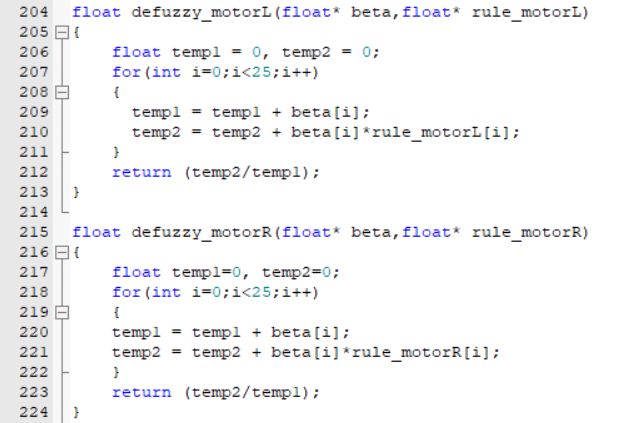 204 float defuzzy_motorL(float* beta,float* rule_motorL)
205 {
206     float temp1 = 0, temp2 = 0;
207     for(int i=0;i<25;i++)
208     {
209       temp1 = temp1 + beta[i];
210       temp2 = temp2 + beta[i]*rule_motorL[i];
211     }
212     return (temp2/temp1);
213 }
214
215 float defuzzy_motorR(float* beta,float* rule_motorR)
216 {
217     float temp1=0, temp2=0;
218     for(int i=0;i<25;i++)
219     {
220     temp1 = temp1 + beta[i];
221     temp2 = temp2 + beta[i]*rule_motorR[i];
222     }
223     return (temp2/temp1);
224 }